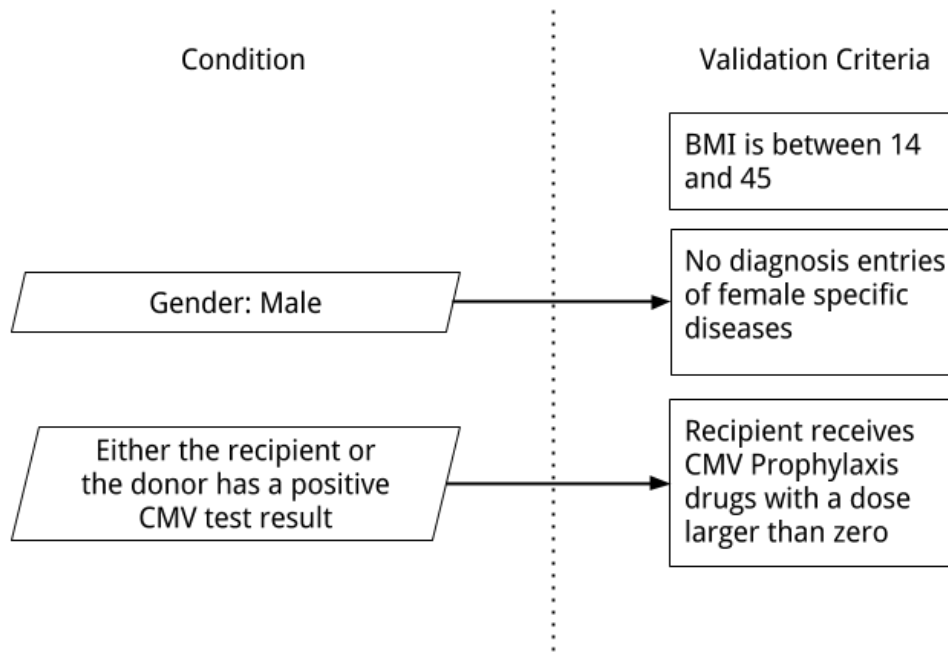 Condition
Validation Criteria
BMI is between 14
and 45
Gender: Male
No diagnosis entries
of female specific
diseases
Either the recipient or
the donor has a positive
CMV test result
Recipient receives
CMV Prophylaxis
drugs with a dose
larger than zero